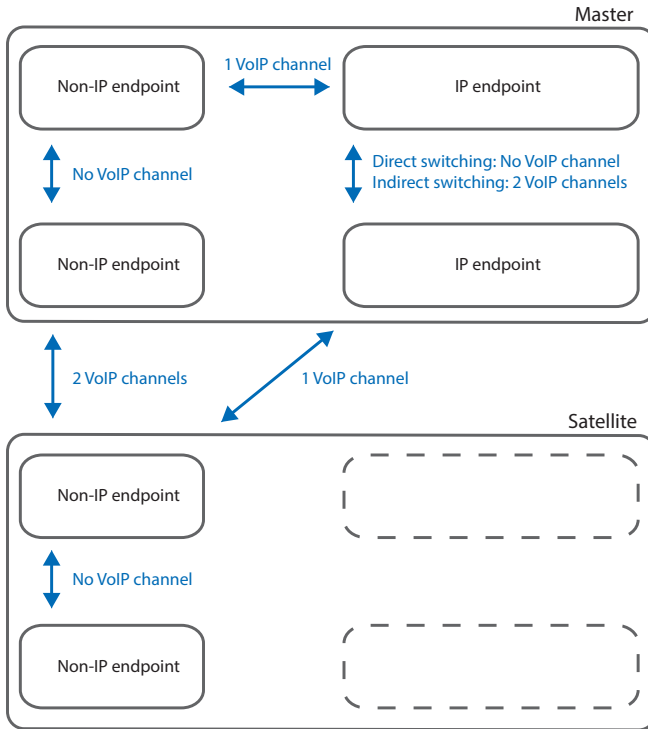 Master
Non-IP endpoint
1 VoIP channel
IP endpoint
No VoIP channel
Direct switching: No VoIP channel
Indirect switching: 2 VoIP channels
Non-IP endpoint
IP endpoint
2 VoIP channels
1 VoIP channel
Satellite
Non-IP endpoint
No VoIP channel
Non-IP endpoint